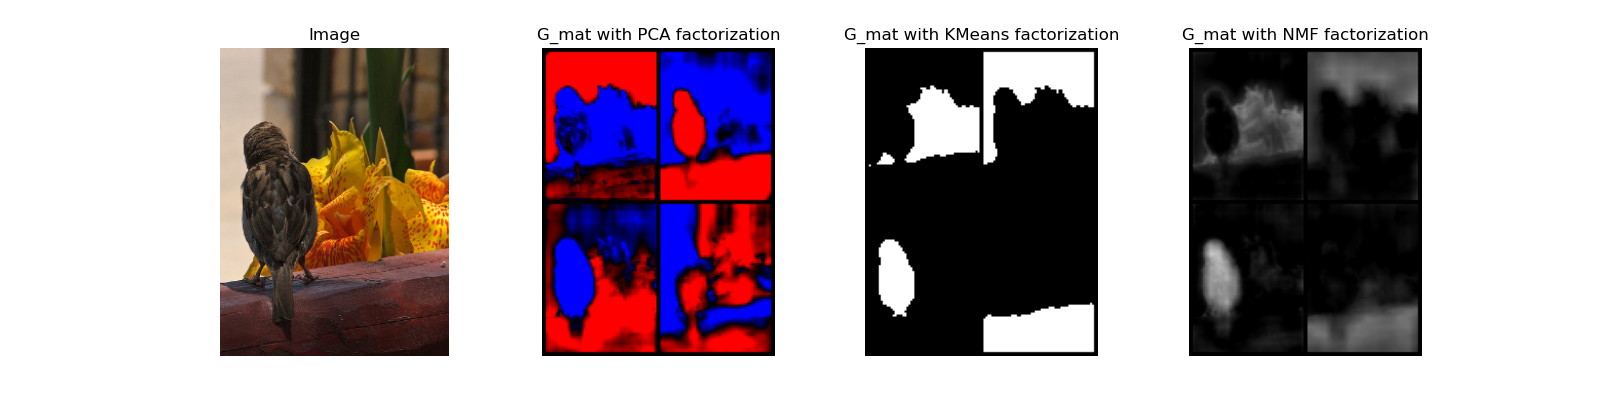 Image
G_mat with PCA factorization
G_mat with KMeans factorization
G_mat with NMF factorization